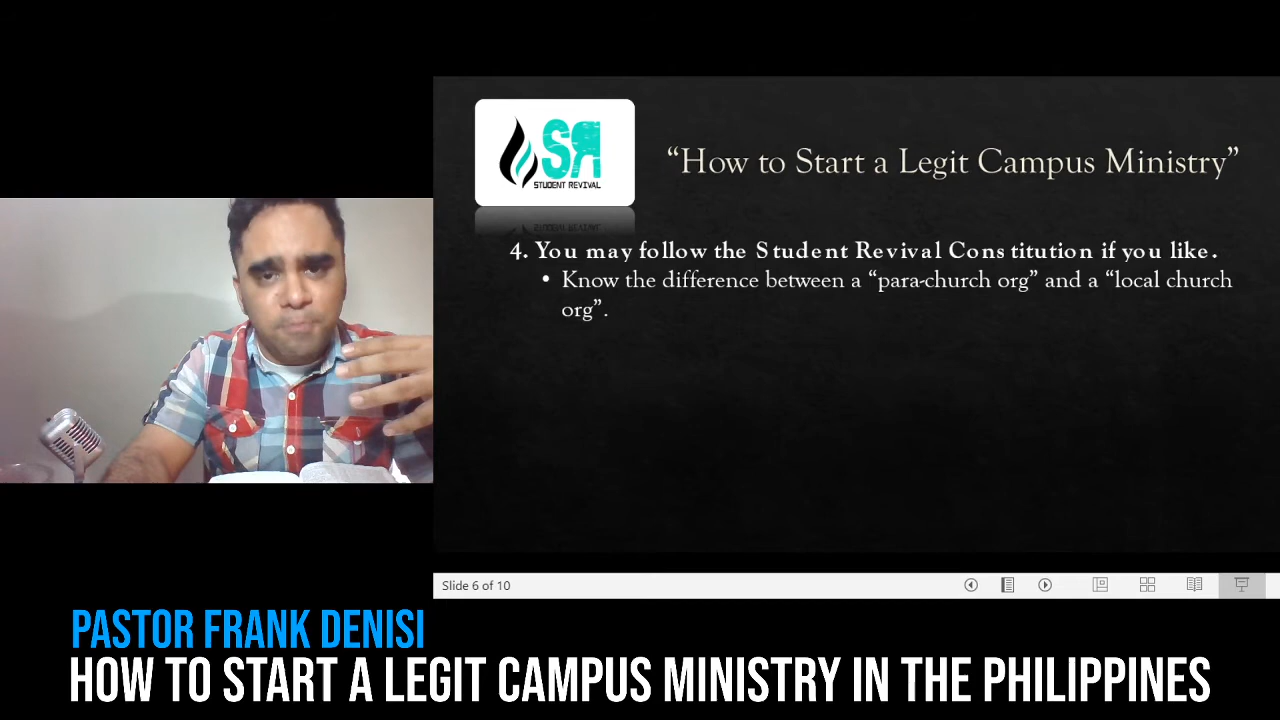 SR
STUDENT REVIVAL
“How to Start a Legit Campus Ministry”
4. You may follow the Student Revival Cons titution if you like.
• Know the difference between a “para-church org” and a “local church
org”.
Slide 6 of 10
PASTOR FRANK DENISI
HOW TO START A LEGIT CAMPUS MINISTRY IN THE PHILIPPINES